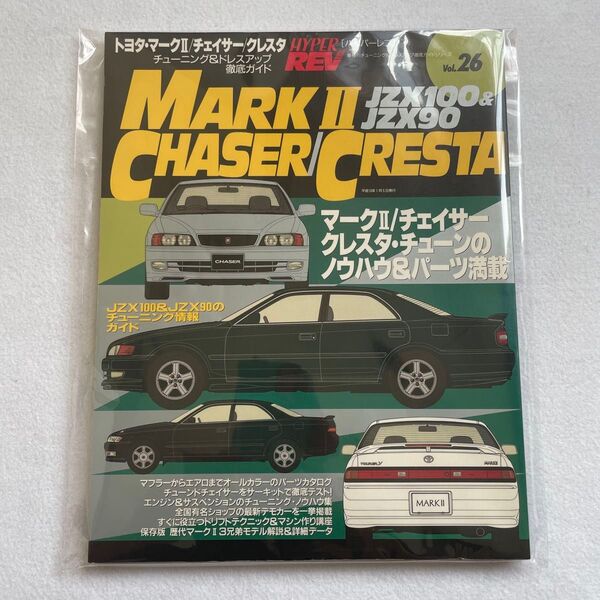 トヨタ・マークⅡ/チェイサー/クレスタ
チューニング&ドレスアップ
徹底ガイド
HYPER
REV
Vol.26
MARK Ⅱ
JZX100&
JZX90
CHASER/CRESTA
マークⅡ/チェイサー
クレスタ・チューンの
ノウハウ&パーツ満載
CHASER
JZX100&JZX90の
チューニング情報
ガイド
TOURER V
MARKⅡ
マフラーからエアロまでオールカラーのパーツカタログ
チューンドチェイサーをサーキットで徹底テスト!
エンジン&サスペンションのチューニング・ノウハウ集
全国有名ショップの最新デモカーを一挙掲載
すぐに役立つドリフトテクニック&マシン作り講座
保存版 歴代マークⅡ3兄弟モデル解説&詳細データ